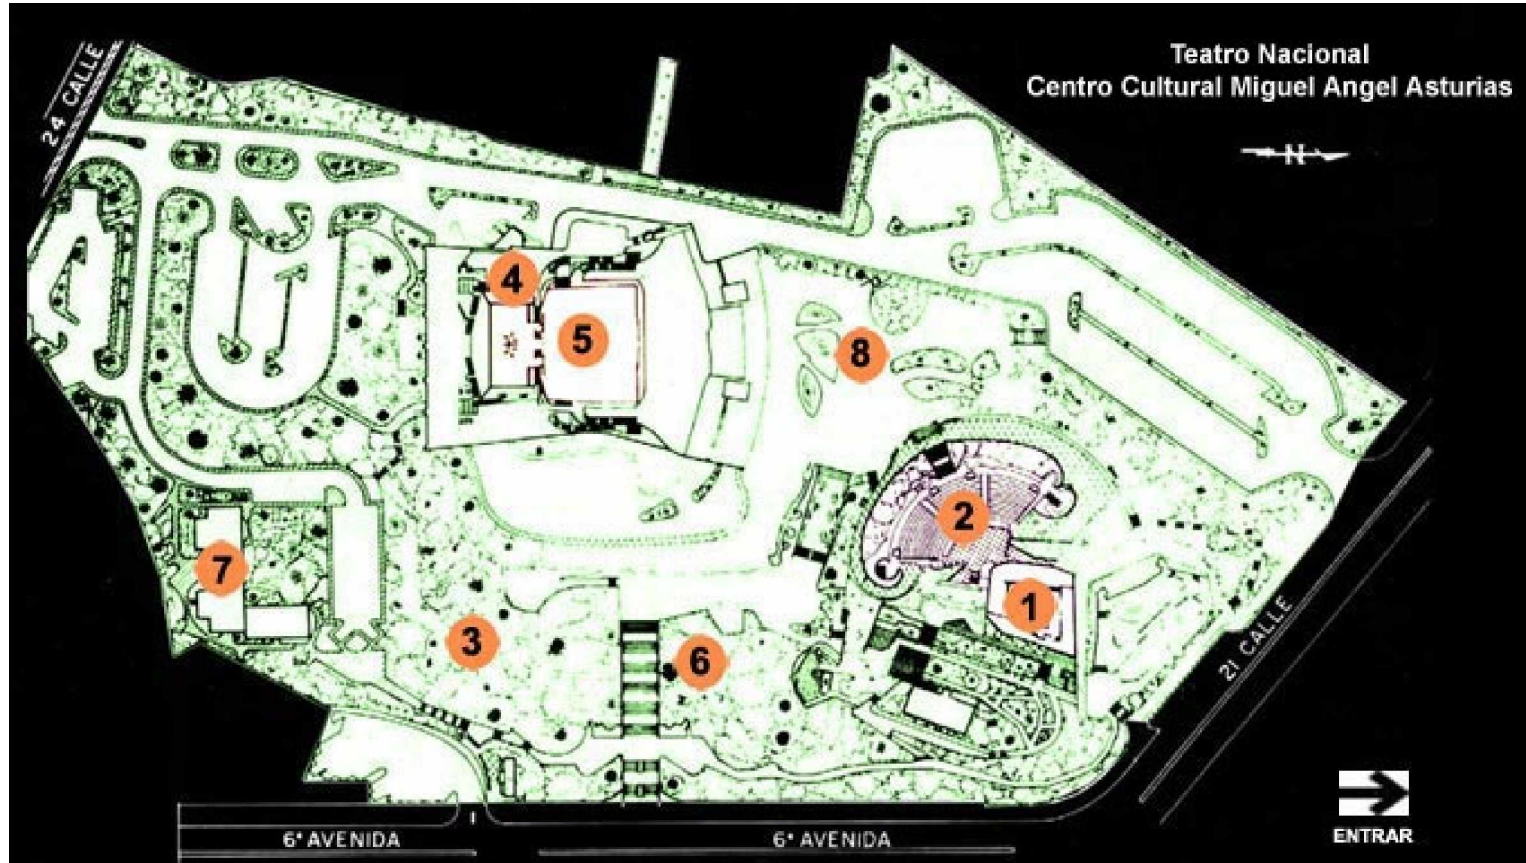 Teatro Nacional
Centro Cultural Miguel Angel Asturias
24 CALLE
N
4
5
8
2
7
1
3
6
21 CALLE
6ª AVENIDA
6ª AVENIDA
ENTRAR